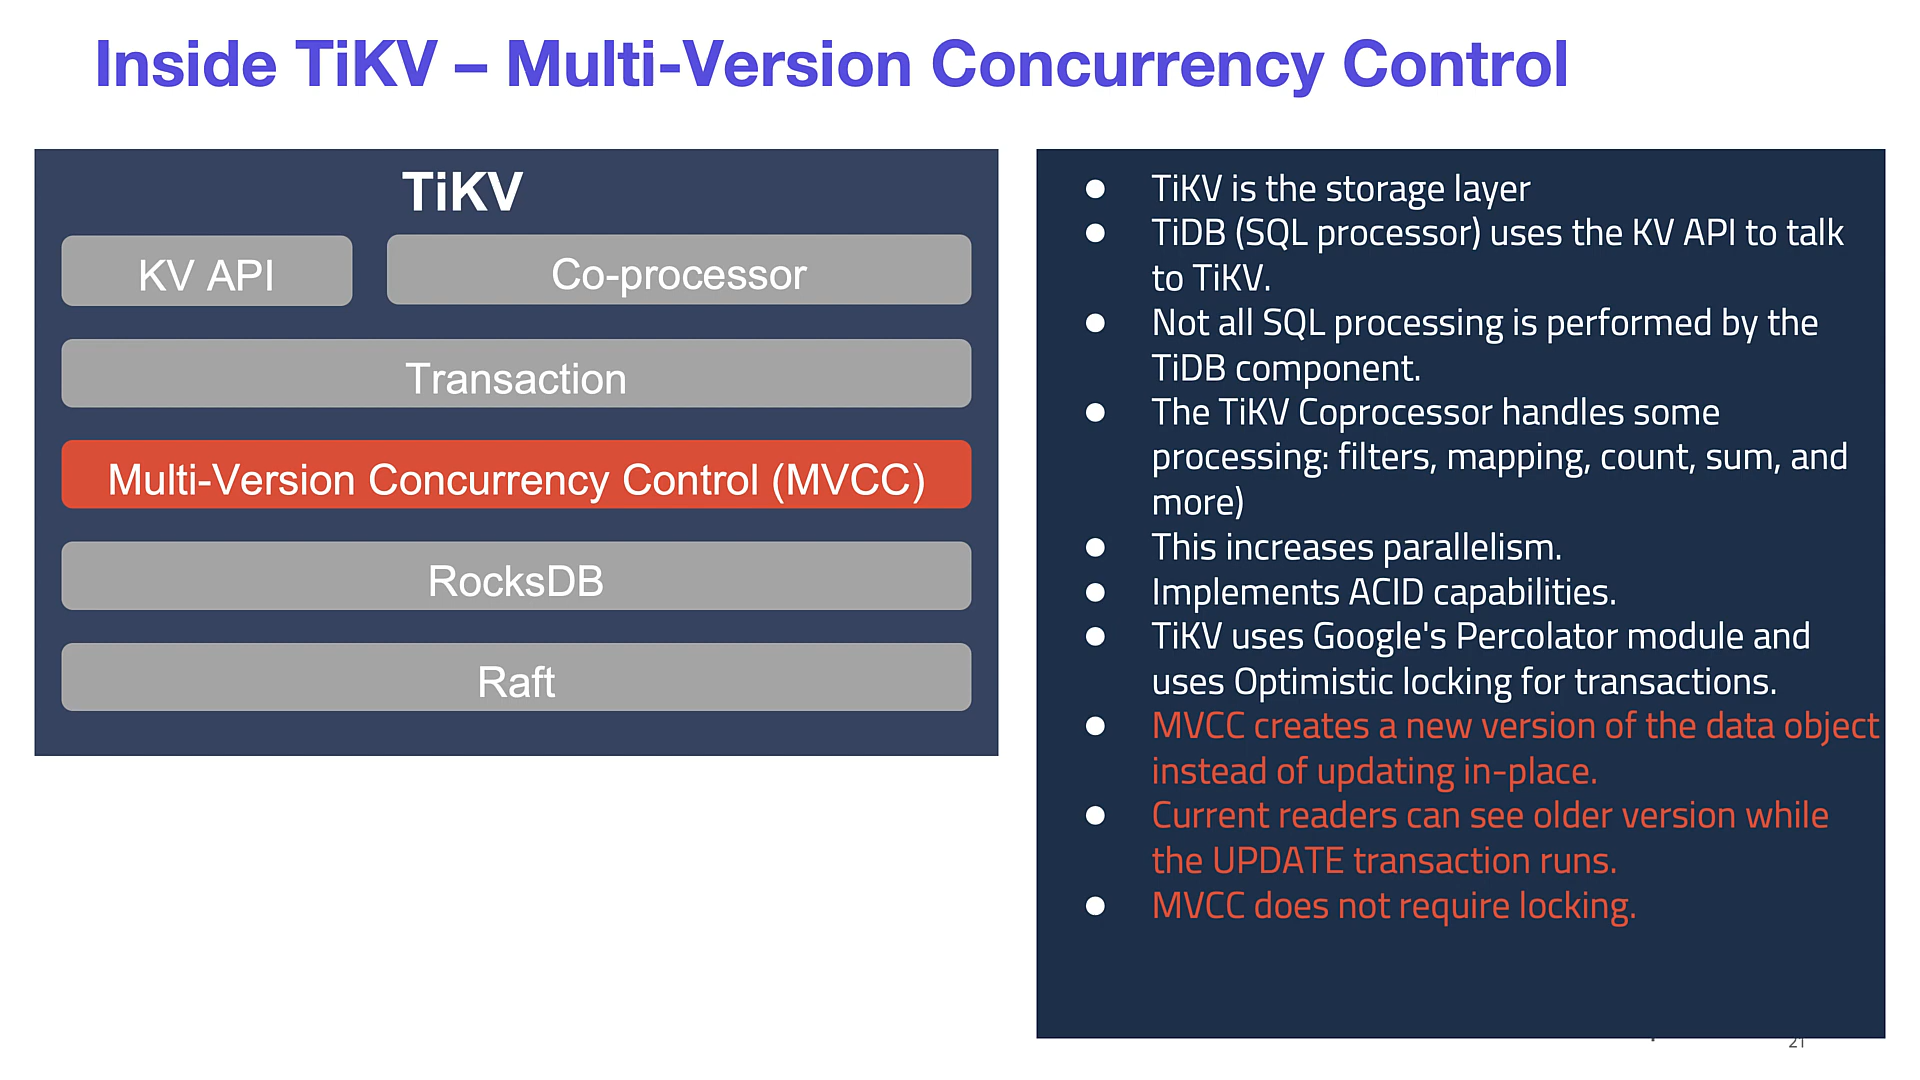 Inside TiKV – Multi-Version Concurrency Control
TiKV
KV API
Co-processor
Transaction
Multi-Version Concurrency Control (MVCC)
RocksDB
Raft
● TiKV is the storage layer
● TiDB (SQL processor) uses the KV API to talk
to TiKV.
● Not all SQL processing is performed by the
TiDB component.
● The TiKV Coprocessor handles some
processing: filters, mapping, count, sum, and
more)
● This increases parallelism.
● Implements ACID capabilities.
● TiKV uses Google's Percolator module and
uses Optimistic locking for transactions.
● MVCC creates a new version of the data object
instead of updating in-place.
● Current readers can see older version while
the UPDATE transaction runs.
● MVCC does not require locking.
21